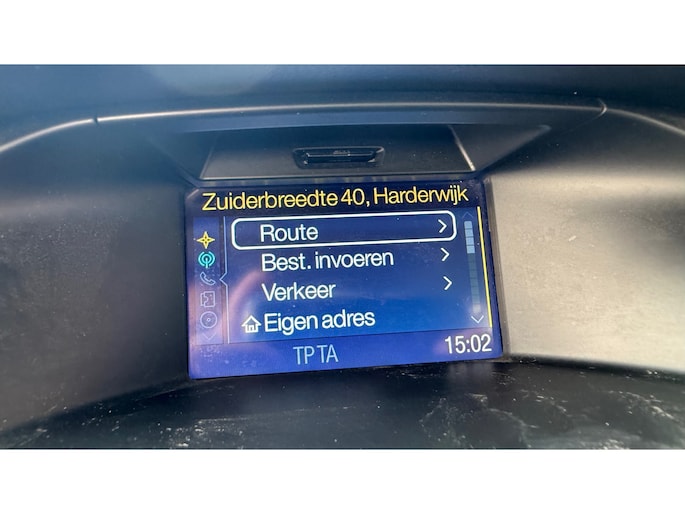 Zuiderbreedte 40, Harderwijk
Route
Best. invoeren
Verkeer
Eigen adres
TP TA 15:02